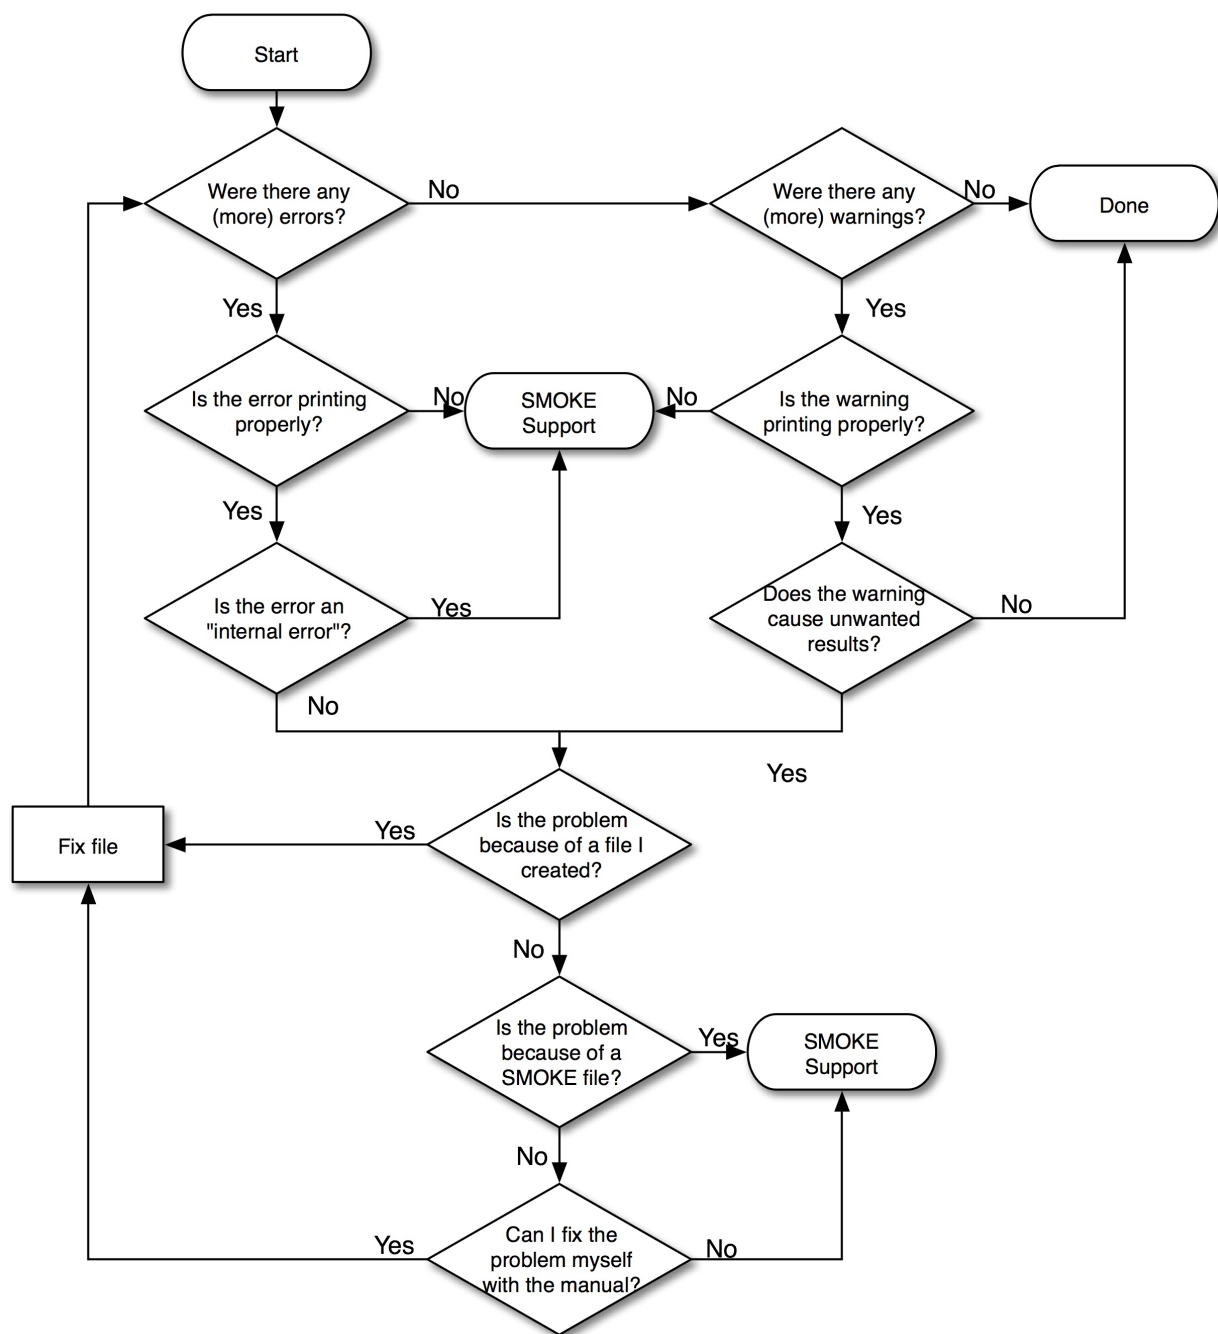 Start
Were there any
(more) errors?
No
Were there any
(more) warnings?
No
Done
Yes
Yes
Is the error printing
properly?
No
SMOKE
Support
No
Is the warning
printing properly?
Yes
Yes
Is the error an
"internal error"?
Yes
Does the warning
cause unwanted
results?
No
No
Yes
Is the problem
because of a file I
created?
Yes
Fix file
No
Is the problem
because of a
SMOKE file?
Yes
SMOKE
Support
No
Can I fix the
problem myself
with the manual?
Yes
No